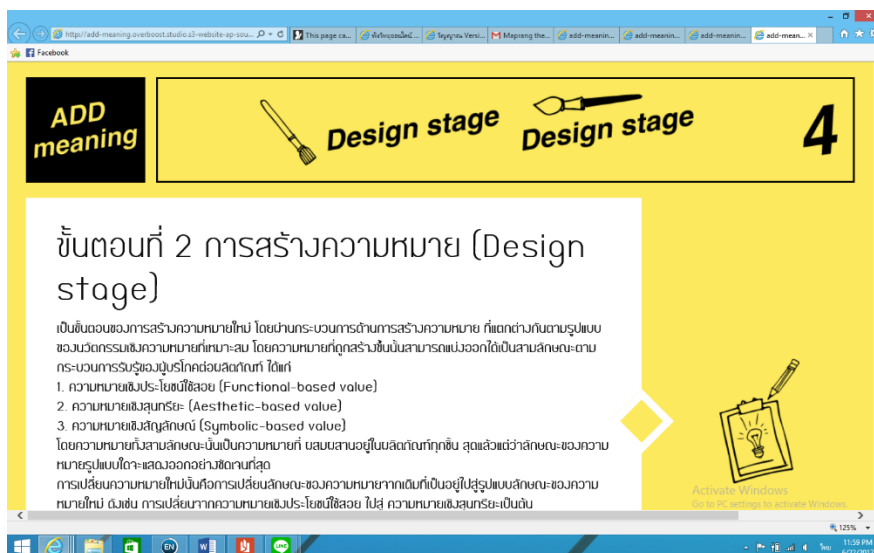 http://add-meaning.overboost.studio.s3-website-ap-sou...
This page ca...
Maprang the...
add-meanin...
add-meanin...
add-meanin...
add-mean...
Facebook
ADD
meaning
Design stage
Design stage
4
ขั้นตอนที่ 2 การสร้างความหมาย (Design
stage)
เป็นขั้นตอนของการสร้างความหมายใหม่ โดยผ่านกระบวนการด้านการสร้างความหมาย ที่แตกต่างกันตามรูปแบบ
ของนวัตกรรมเชิงความหมายที่เหมาะสม โดยความหมายที่ถูกสร้างขึ้นนั้นสามารถแบ่งออกได้เป็นสามลักษณะตาม
กระบวนการรับรู้ของผู้บริโภคต่อผลิตภัณฑ์ ได้แก่
1. ความหมายเชิงประโยชน์ใช้สอย (Functional-based value)
2. ความหมายเชิงสุนทรียะ (Aesthetic-based value)
3. ความหมายเชิงสัญลักษณ์ (Symbolic-based value)
โดยความหมายทั้งสามลักษณะนั้นเป็นความหมายที่ ผสมผสานอยู่ในผลิตภัณฑ์ทุกชิ้น สุดแล้วแต่ว่าลักษณะของความ
หมายรูปแบบใดจะแสดงออกอย่างชัดเจนที่สุด
การเปลี่ยนความหมายใหม่นั้นคือการเปลี่ยนลักษณะของความหมายจากเดิมที่เป็นอยู่ไปสู่รูปแบบลักษณะของความ
หมายใหม่ ดังเช่น การเปลี่ยนจากความหมายเชิงประโยชน์ใช้สอย ไปสู่ ความหมายเชิงสุนทรียะเป็นต้น
Activate Windows
Go to PC settings to activate Windows.
125%
EN
LINE
ไทย
11:59 PM